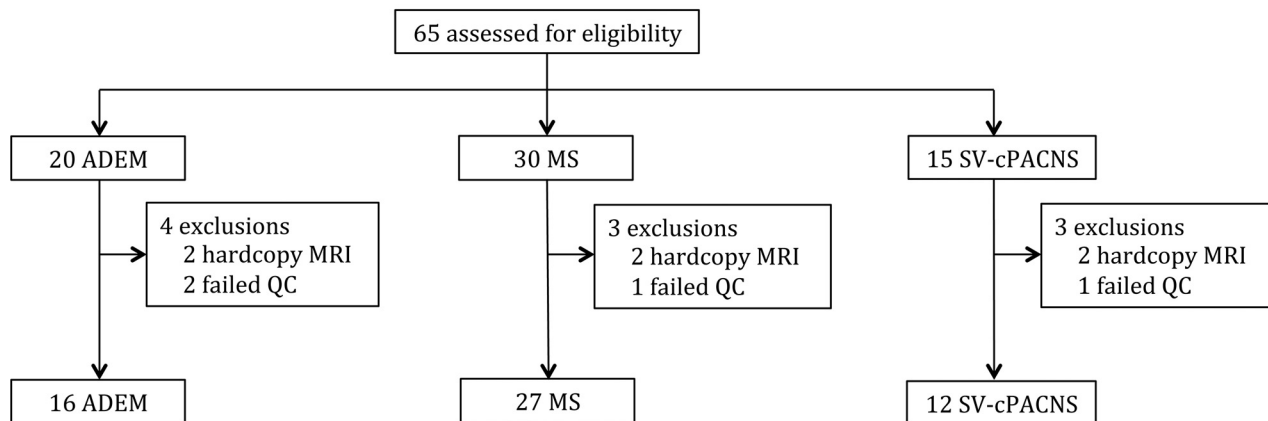 65 assessed for eligibility
20 ADEM
30 MS
15 SV-cPACNS
4 exclusions
2 hardcopy MRI
2 failed QC
3 exclusions
2 hardcopy MRI
1 failed QC
3 exclusions
2 hardcopy MRI
1 failed QC
16 ADEM
27 MS
12 SV-cPACNS